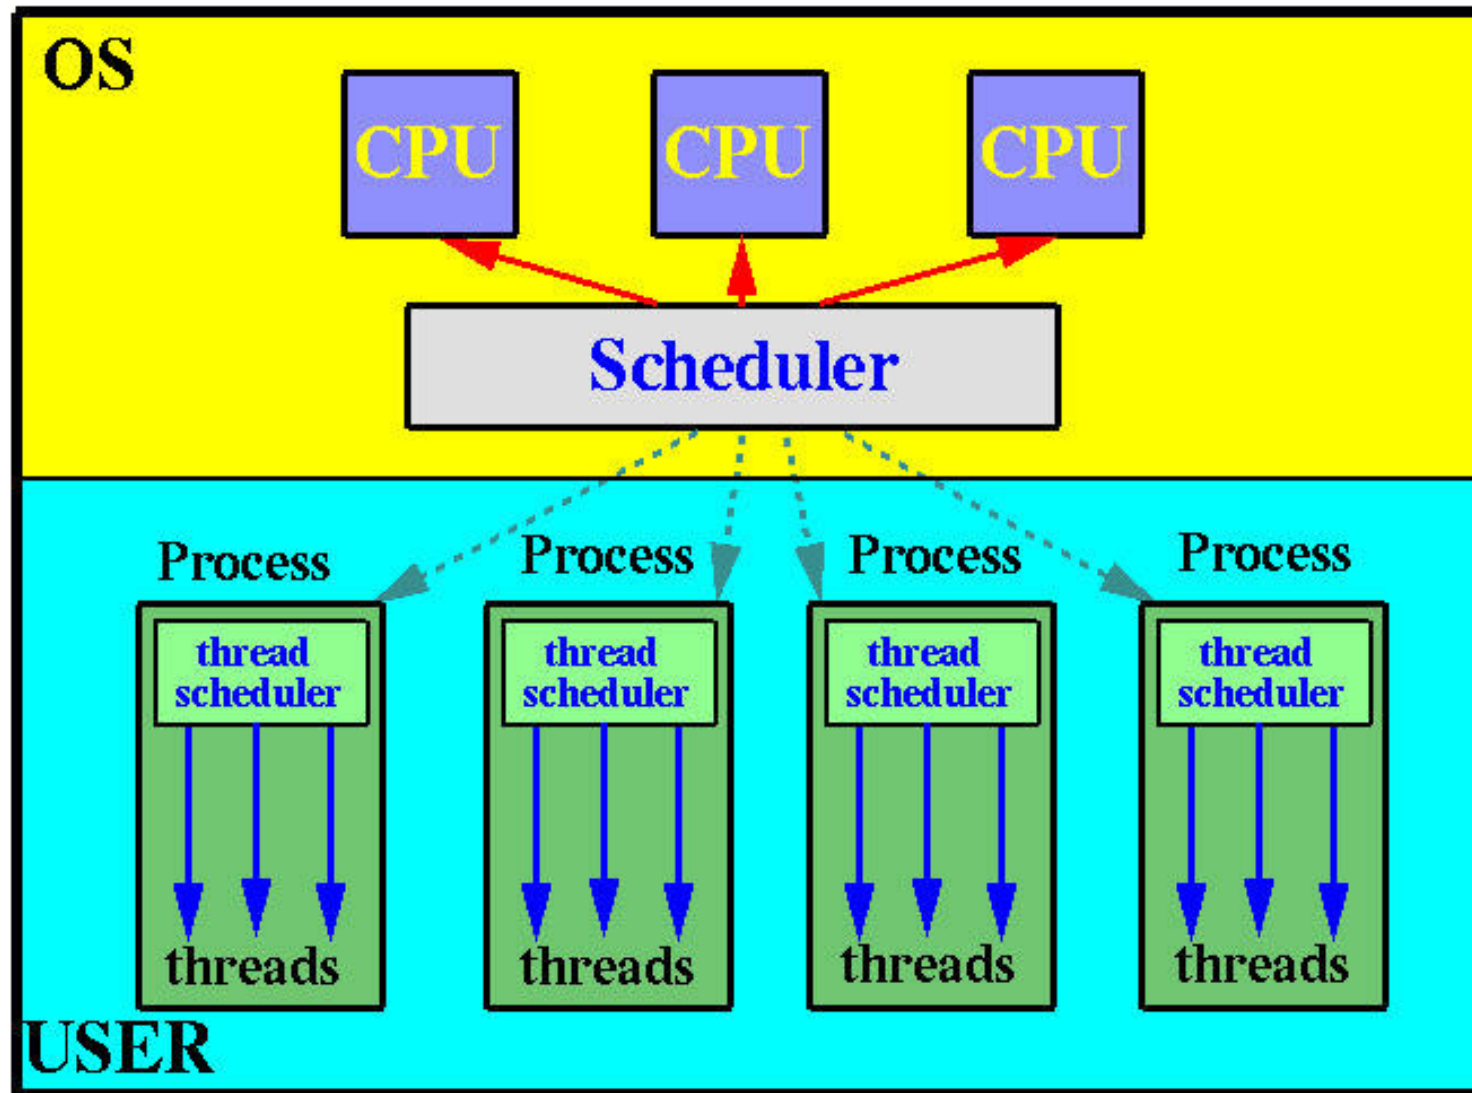 OS
CPU
CPU
CPU
Scheduler
Process
Process
Process
Process
thread
scheduler
thread
scheduler
thread
scheduler
thread
scheduler
threads
threads
threads
threads
USER